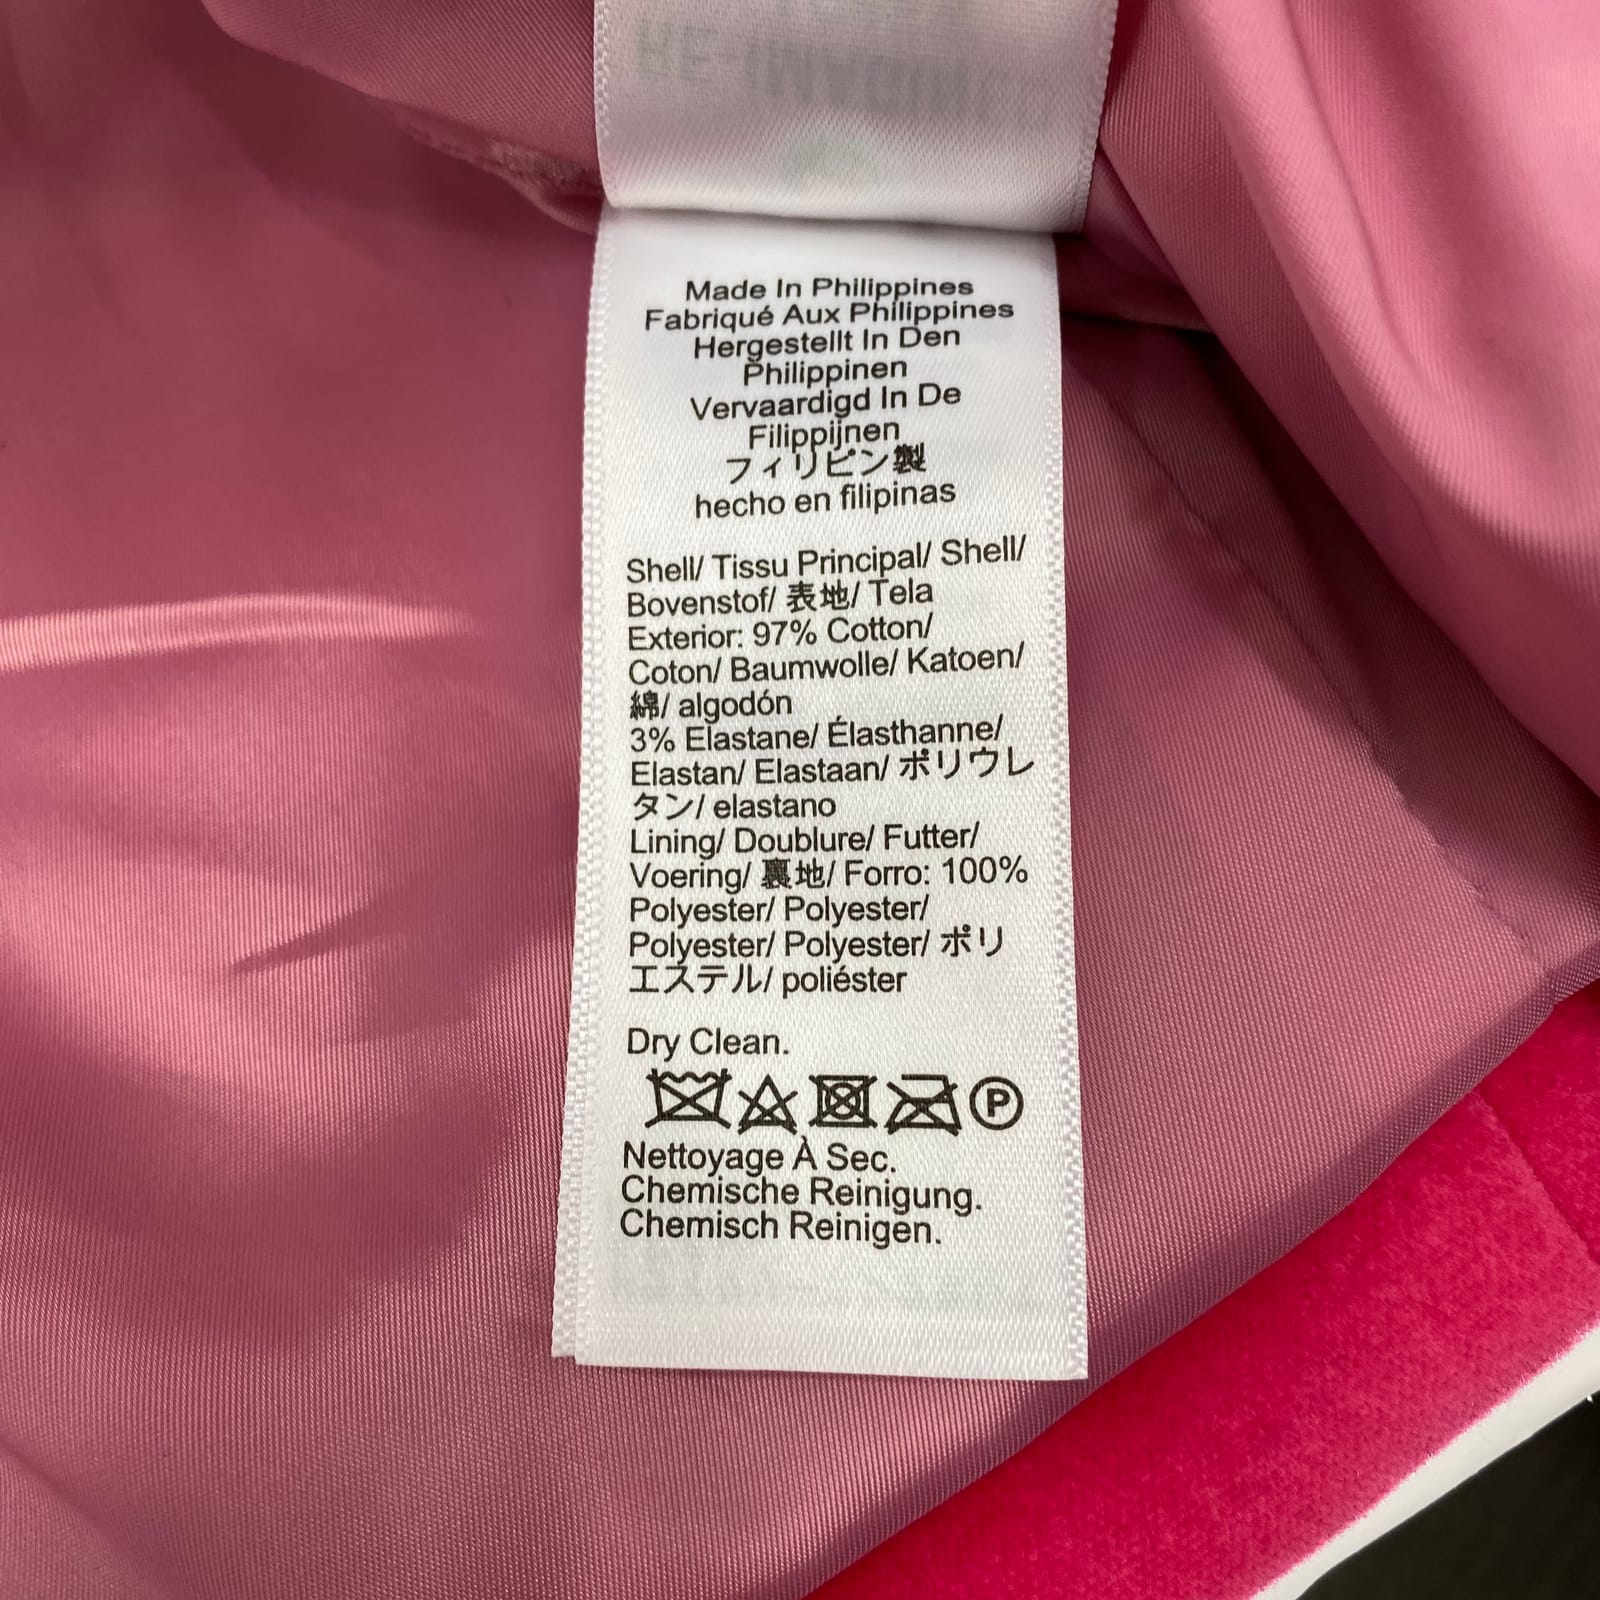 Made In Philippines
Fabriqué Aux Philippines
Hergestellt In Den
Philippinen
Vervaardigd In De
Filippijnen
フィリピン製
hecho en filipinas
Shell/ Tissu Principal/ Shell/
Bovenstof/ 表地/ Tela
Exterior: 97% Cotton/
Coton/ Baumwolle/ Katoen/
綿/ algodón
3% Elastane/ Élasthanne/
Elastan/ Elastaan/ ポリウレ
タン/ elastano
Lining/ Doublure/ Futter/
Voering/ 裏地/ Forro: 100%
Polyester/ Polyester/
Polyester/ Polyester/ ポリ
エステル/ poliéster
Dry Clean.
P
Nettoyage À Sec.
Chemische Reinigung.
Chemisch Reinigen.